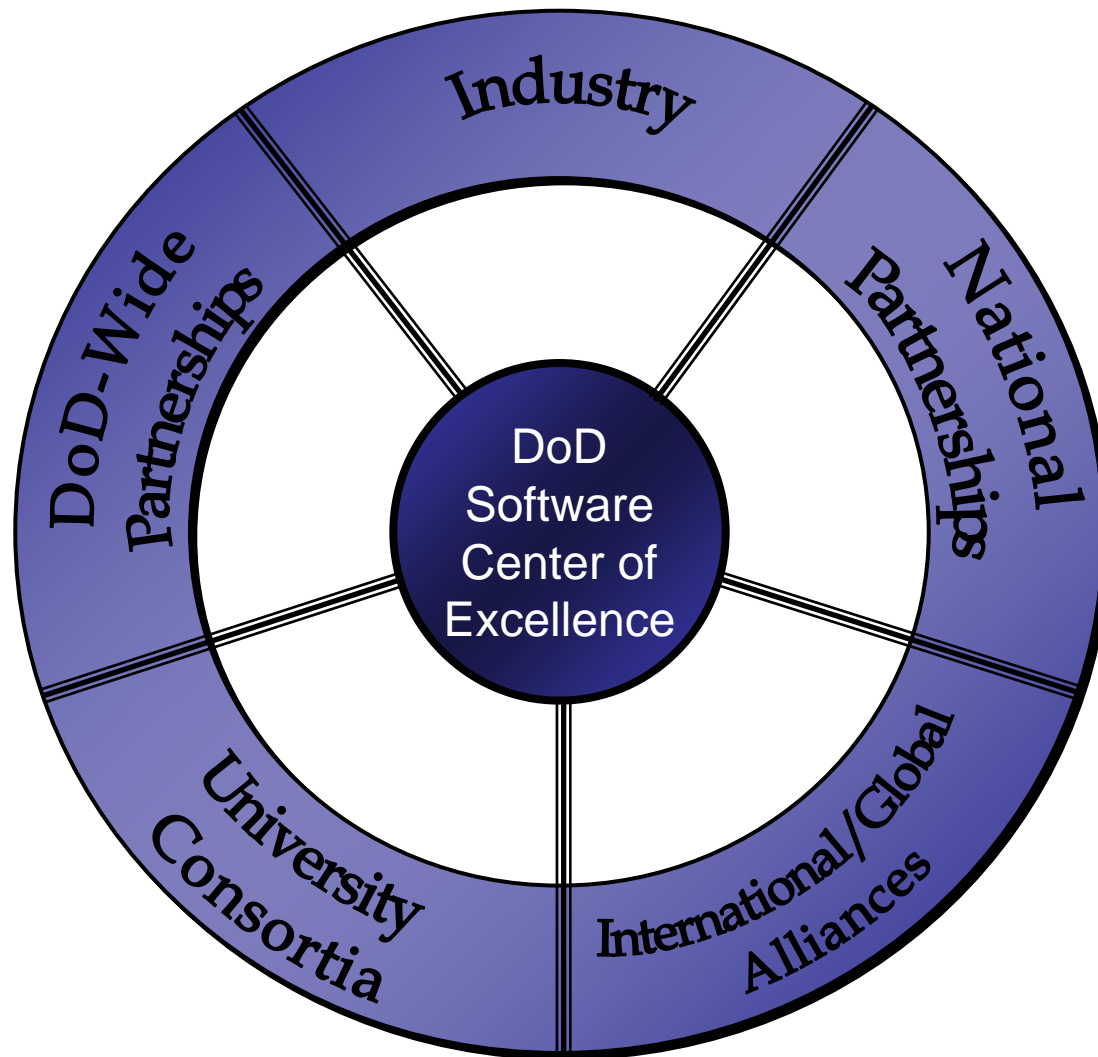 Industry
National
Partnerships
International/Global
Alliances
University
Consortia
DoD-Wide
Partnerships
DoD
Software
Center of
Excellence